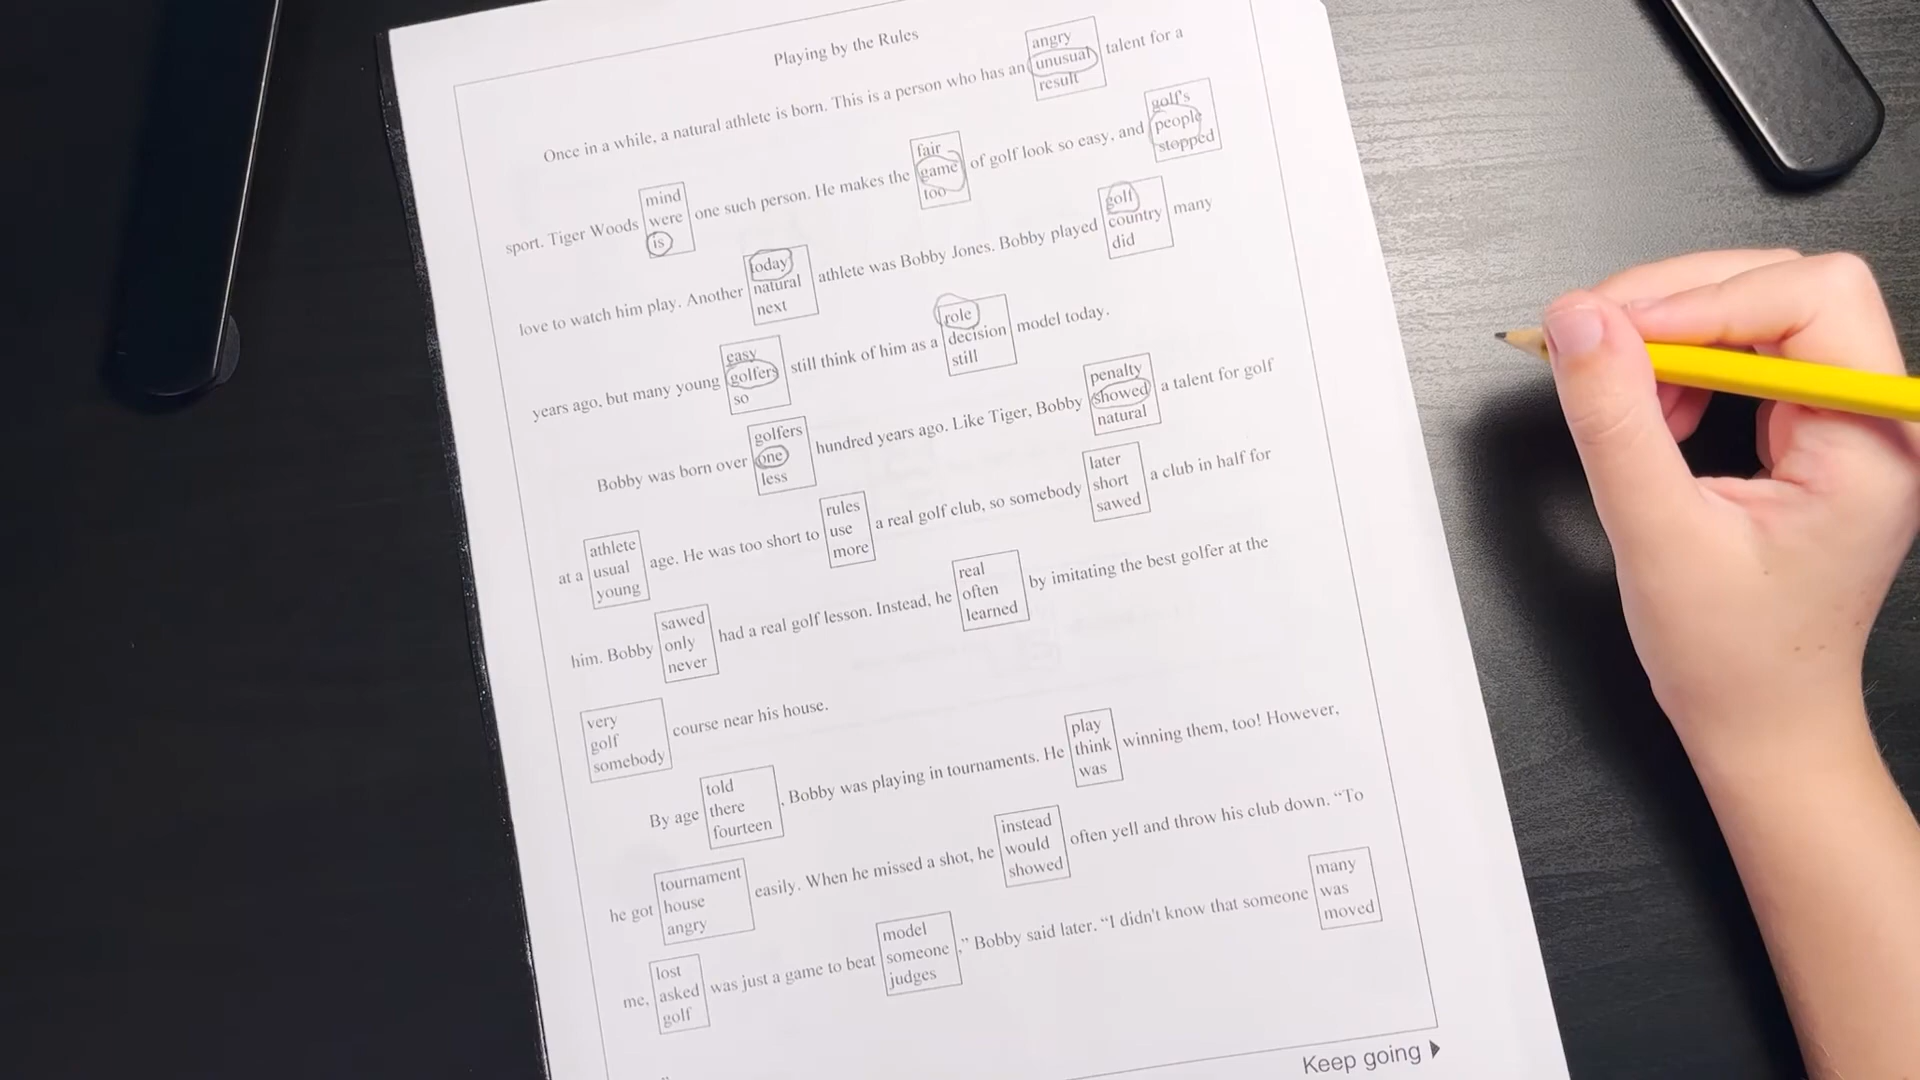 Playing by the Rules
angry
Once in a while, a natural athlete is born. This is a person who has an unusual talent for a
result
fair
golf's
mind
sport. Tiger Woods were one such person. He makes the game of golf look so easy, and people
is
too
stopped
today
golf
love to watch him play. Another natural athlete was Bobby Jones. Bobby played country many
next
did
easy
role
years ago, but many young golfers still think of him as a decision model today.
so
still
golfers
penalty
Bobby was born over one hundred years ago. Like Tiger, Bobby showed a talent for golf
less
natural
athlete
rules
later
at a usual age. He was too short to use a real golf club, so somebody short a club in half for
young
more
sawed
sawed
real
him. Bobby only had a real golf lesson. Instead, he often by imitating the best golfer at the
never
learned
very
golf course near his house.
somebody
told
play
By age there, Bobby was playing in tournaments. He think winning them, too! However,
fourteen
was
tournament
instead
he got house easily. When he missed a shot, he would often yell and throw his club down. “To
angry
showed
lost
model
many
me, asked was just a game to beat someone,” Bobby said later. “I didn't know that someone was
golf
judges
moved
Keep going